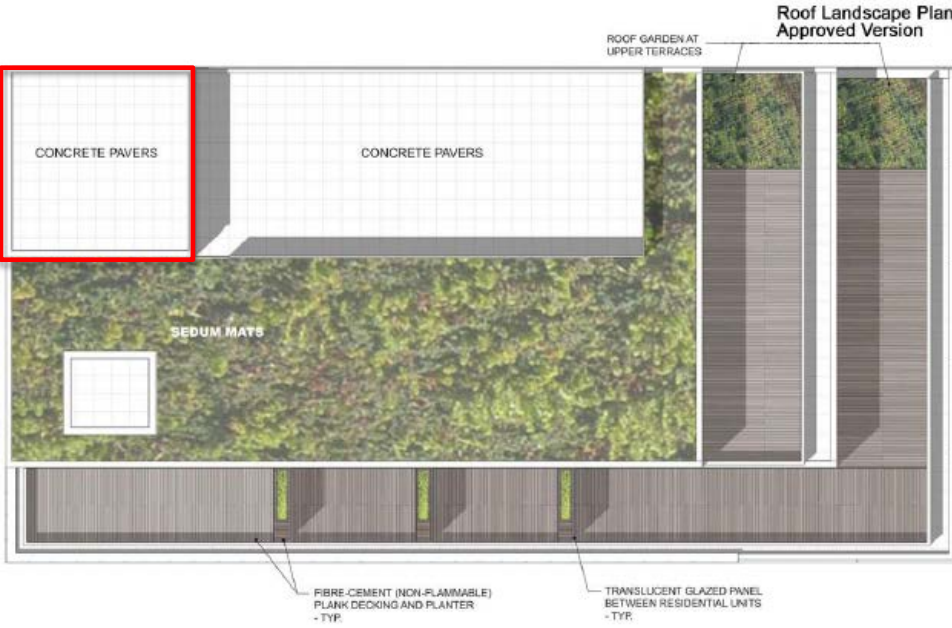 Roof Landscape Plan
Approved Version
ROOF GARDEN AT
UPPER TERRACES
CONCRETE PAVERS
CONCRETE PAVERS
SEDUM MATS
FIBRE-CEMENT (NON-FLAMMABLE)
PLANK DECKING AND PLANTER
- TYP.
TRANSLUCENT GLAZED PANEL
BETWEEN RESIDENTIAL UNITS
- TYP.